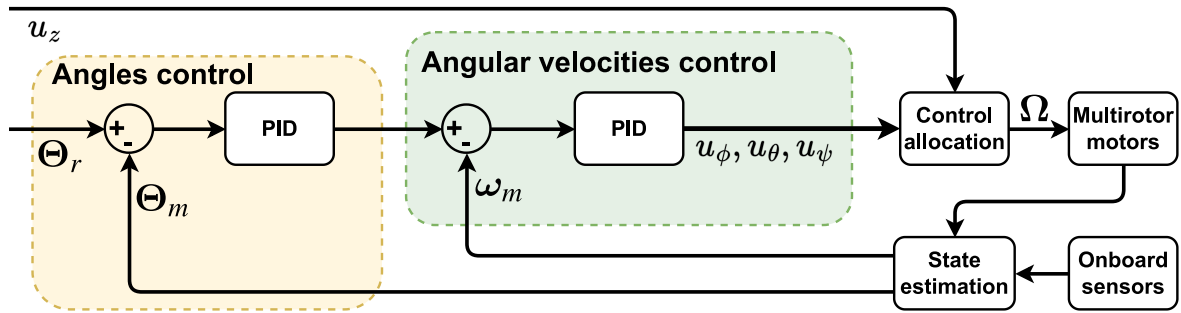 u_z
Angles control
Angular velocities control
+
-
PID
+
-
PID
Control
allocation
Ω
Multirotor
motors
Θ_r
Θ_m
ω_m
u_ϕ, u_θ, u_ψ
State
estimation
Onboard
sensors